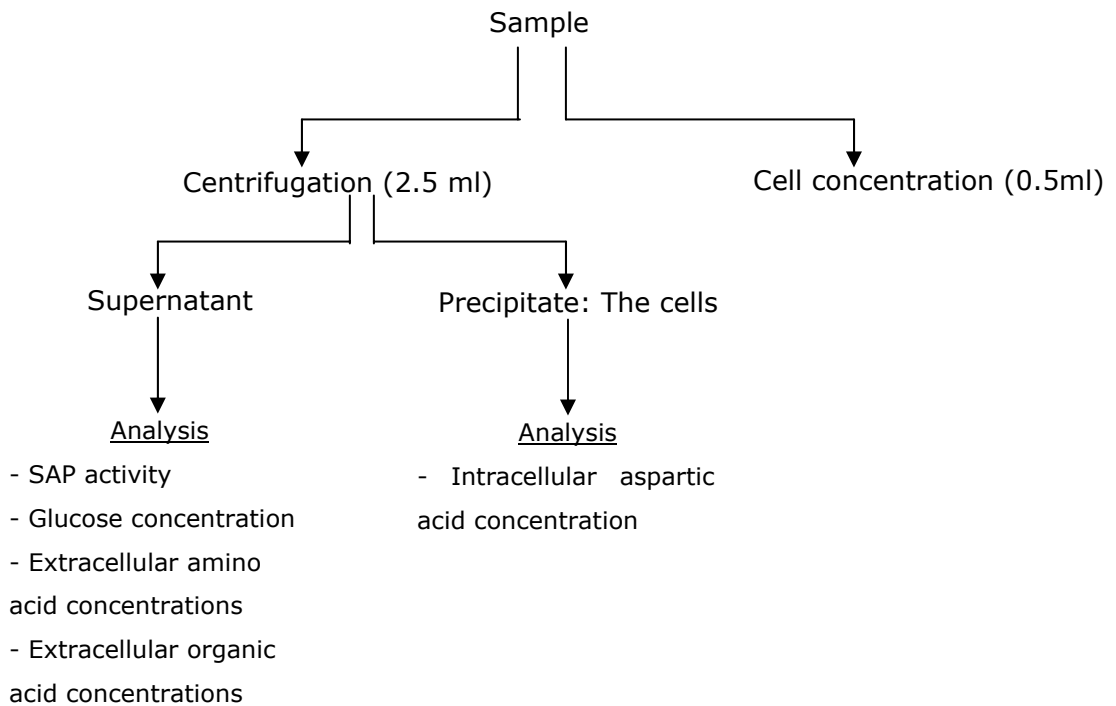 Sample
Centrifugation (2.5 ml)
Cell concentration (0.5ml)
Supernatant
Precipitate: The cells
Analysis
- SAP activity
- Glucose concentration
- Extracellular amino
acid concentrations
- Extracellular organic
acid concentrations
Analysis
- Intracellular aspartic
acid concentration